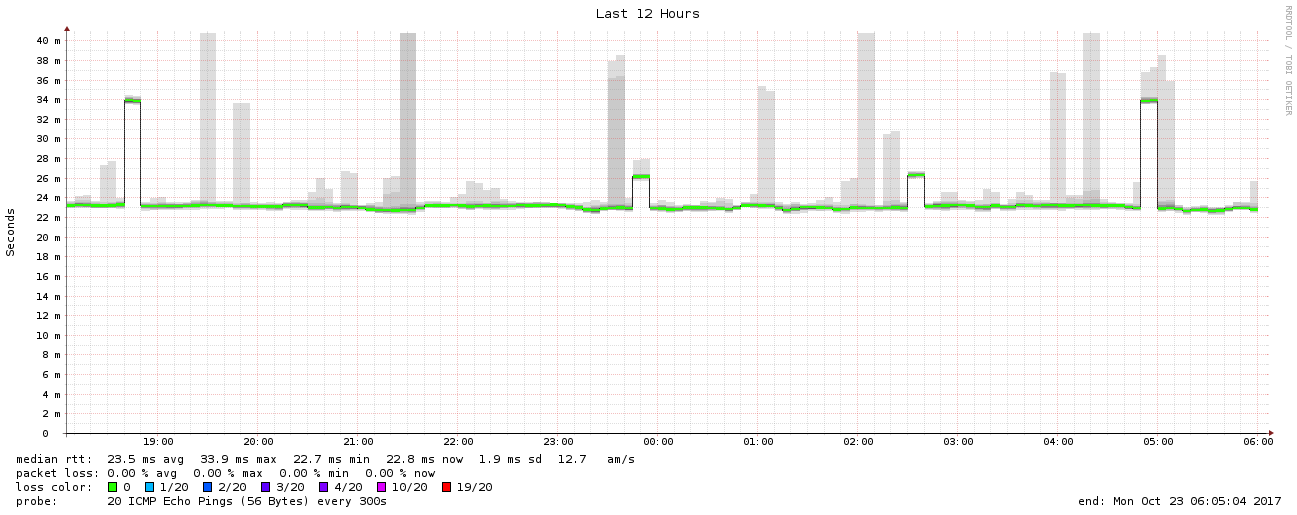 Last 12 Hours
RRDTOOL / TOBI OETIKER
Seconds
40 m
38 m
36 m
34 m
32 m
30 m
28 m
26 m
24 m
22 m
20 m
18 m
16 m
14 m
12 m
10 m
8 m
6 m
4 m
2 m
0
19:00 20:00 21:00 22:00 23:00 00:00 01:00 02:00 03:00 04:00 05:00 06:00
median rtt: 23.5 ms avg 33.9 ms max 22.7 ms min 22.8 ms now 1.9 ms sd 12.7 am/s
packet loss: 0.00 % avg 0.00 % max 0.00 % min 0.00 % now
loss color: 0 1/20 2/20 3/20 4/20 10/20 19/20
probe: 20 ICMP Echo Pings (56 Bytes) every 300s end: Mon Oct 23 06:05:04 2017